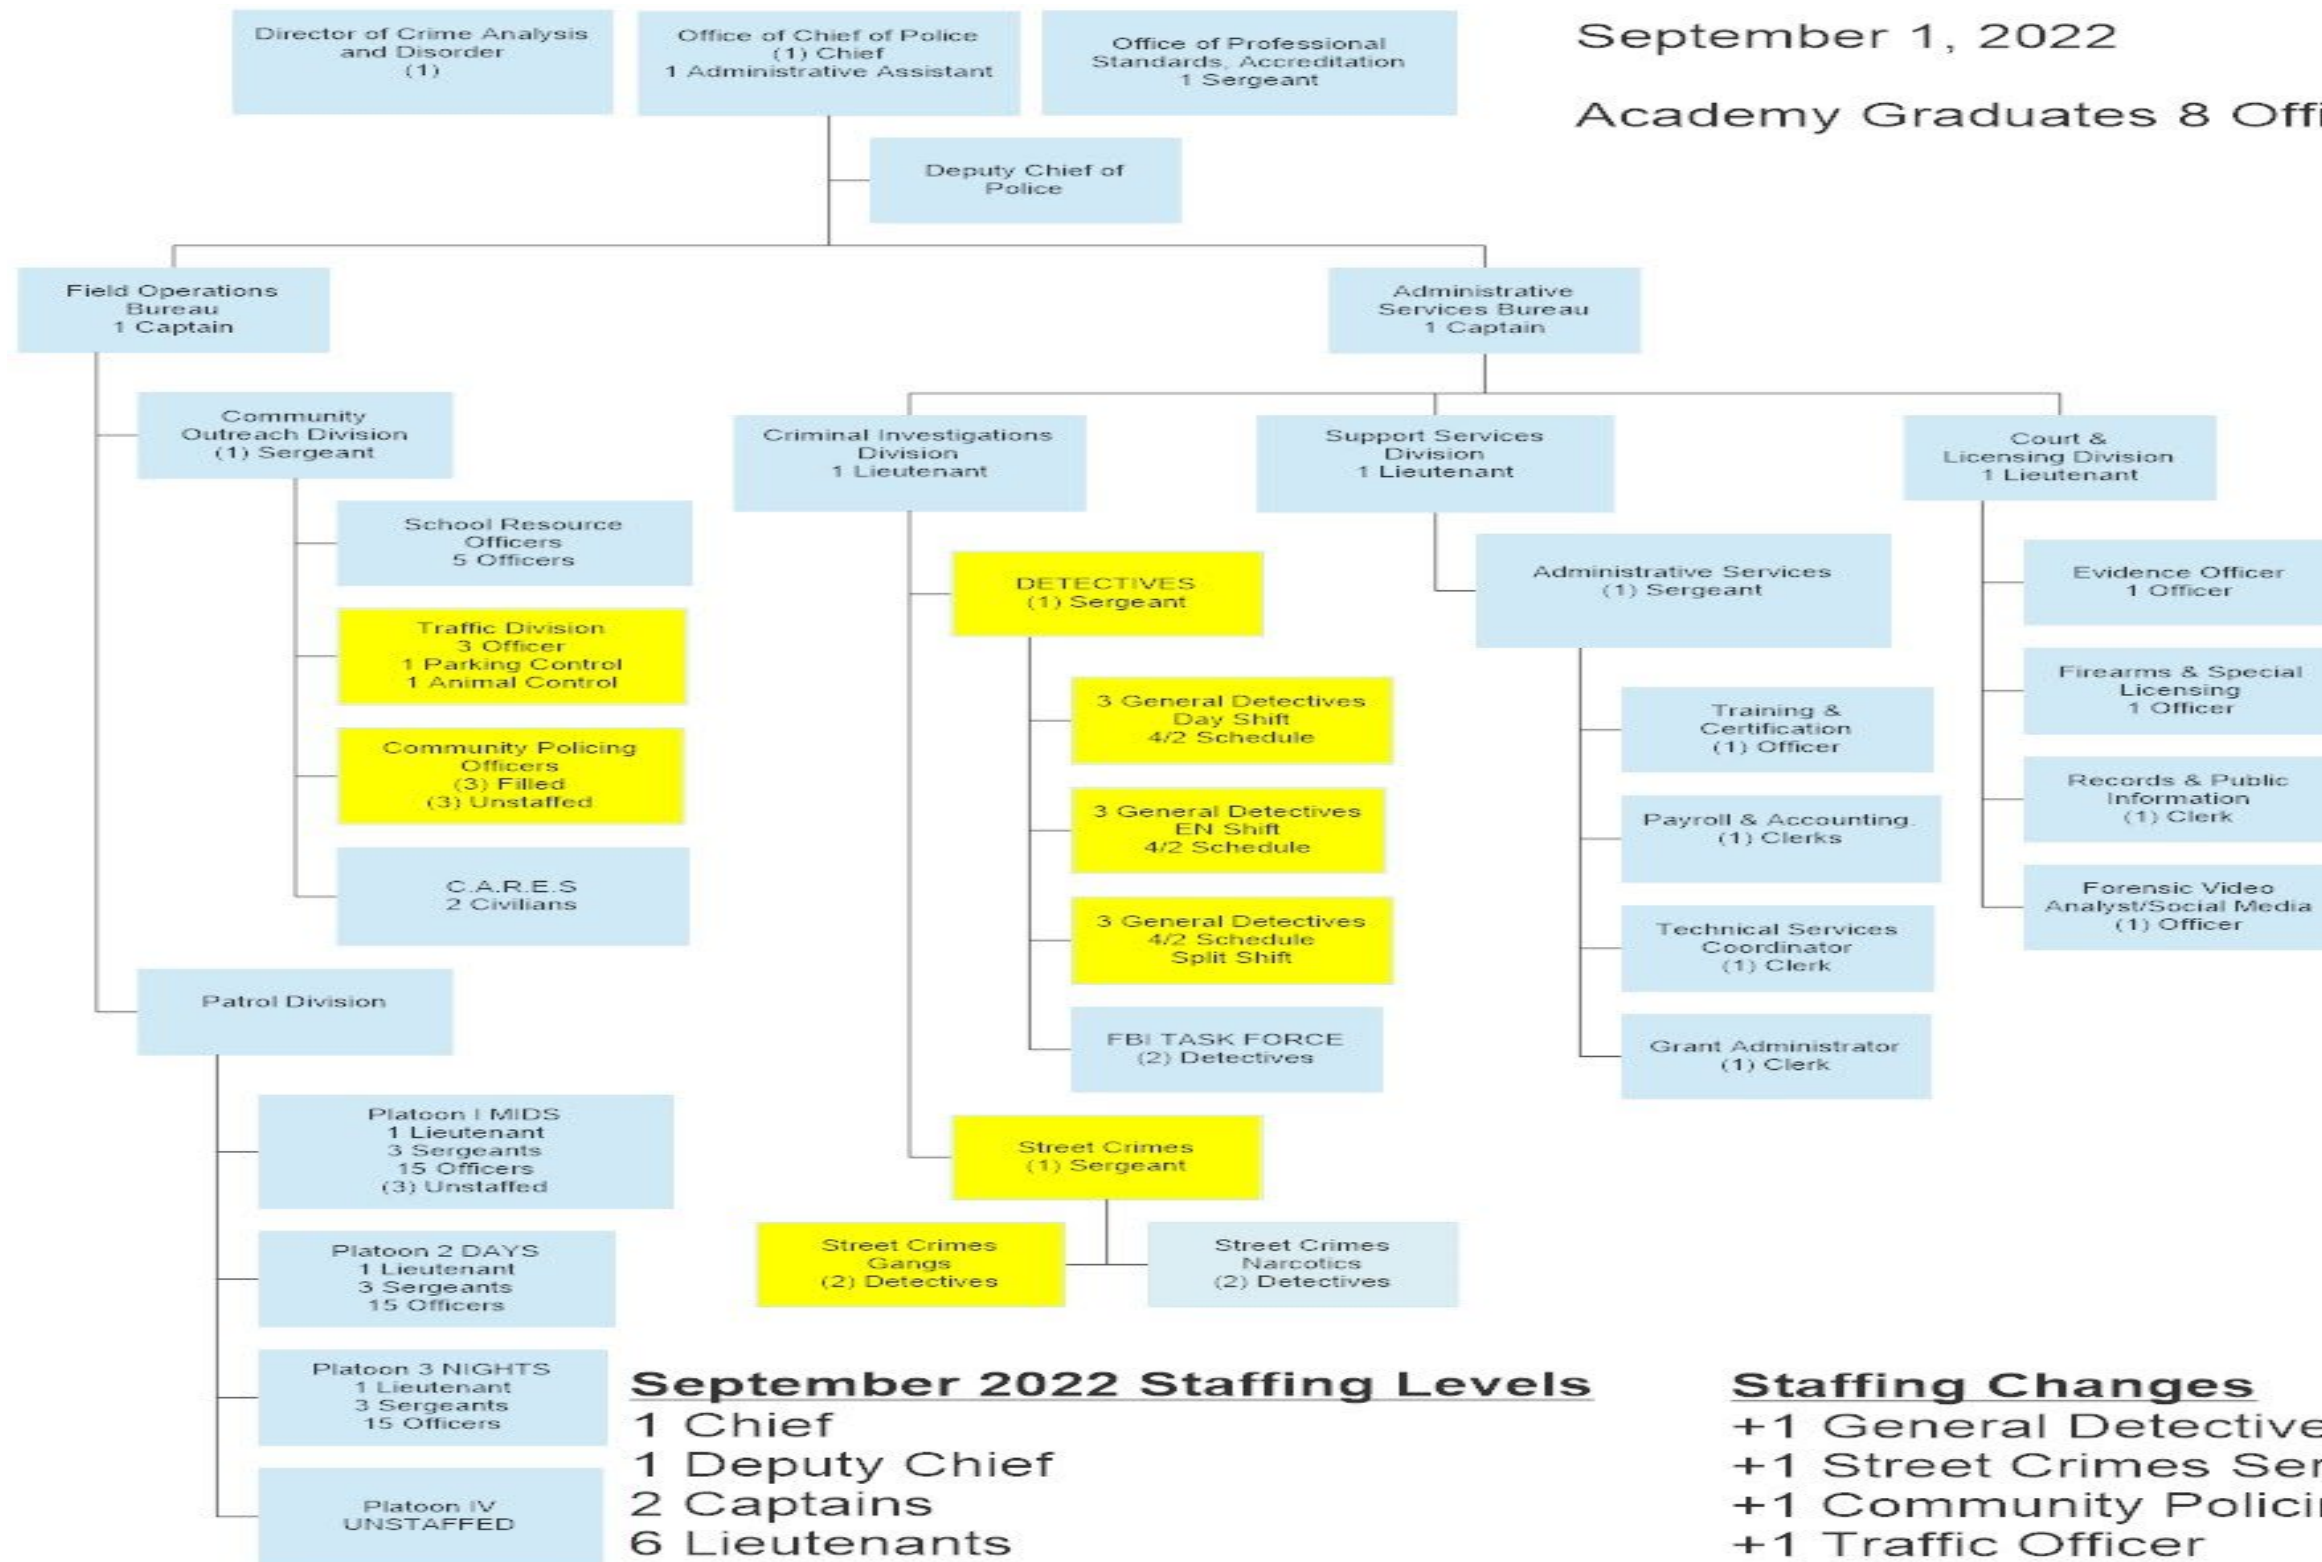 Director of Crime Analysis
and Disorder
(1)
Office of Chief of Police
(1) Chief
1 Administrative Assistant
Office of Professional
Standards, Accreditation
1 Sergeant
September 1, 2022
Academy Graduates 8
Deputy Chief of
Police
Field Operations
Bureau
1 Captain
Administrative
Services Bureau
1 Captain
Community
Outreach Division
(1) Sergeant
Criminal Investigations
Division
1 Lieutenant
Support Services
Division
1 Lieutenant
Court &
Licensing Division
1 Lieutenant
School Resource
Officers
5 Officers
Traffic Division
3 Officer
1 Parking Control
1 Animal Control
Community Policing
Officers
(3) Filled
(3) Unstaffed
C.A.R.E.S
2 Civilians
Patrol Division
Platoon I MIDS
1 Lieutenant
3 Sergeants
15 Officers
(3) Unstaffed
Platoon 2 DAYS
1 Lieutenant
3 Sergeants
15 Officers
Platoon 3 NIGHTS
1 Lieutenant
3 Sergeants
15 Officers
Platoon IV
UNSTAFFED
DETECTIVES
(1) Sergeant
3 General Detectives
Day Shift
4/2 Schedule
3 General Detectives
EN Shift
4/2 Schedule
3 General Detectives
4/2 Schedule
Split Shift
FBI TASK FORCE
(2) Detectives
Street Crimes
(1) Sergeant
Street Crimes
Gangs
(2) Detectives
Street Crimes
Narcotics
(2) Detectives
Administrative Services
(1) Sergeant
Training &
Certification
(1) Officer
Payroll & Accounting.
(1) Clerks
Technical Services
Coordinator
(1) Clerk
Grant Administrator
(1) Clerk
Evidence Officer
1 Officer
Firearms & Special
Licensing
1 Officer
Records & Public
Information
(1) Clerk
Forensic Video
Analyst/Social Media
(1) Officer
September 2022 Staffing Levels
1 Chief
1 Deputy Chief
2 Captains
6 Lieutenants
Staffing Changes
+1 General Detective
+1 Street Crimes
+1 Community
+1 Traffic Officer